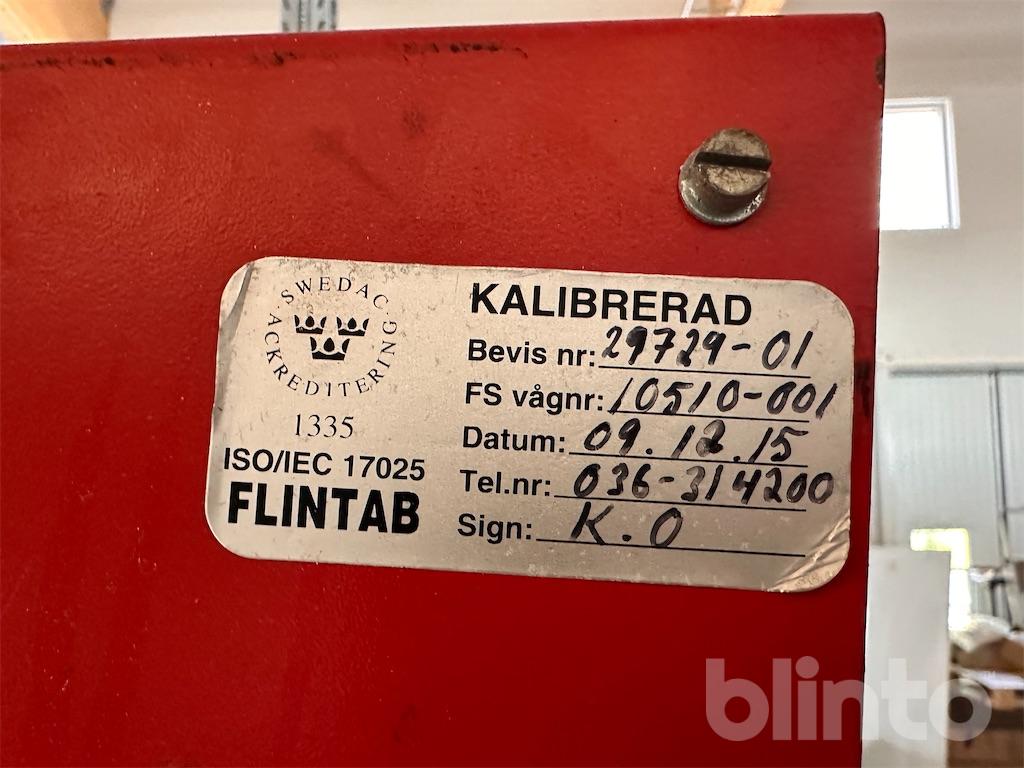 SWEDAC
ACKREDITERING
1335
ISO/IEC 17025
FLINTAB
KALIBRERAD
Bevis nr: 29729-01
FS vågnr: 10510-001
Datum: 09.12.15
Tel.nr: 036-314200
Sign: K.O
blinto